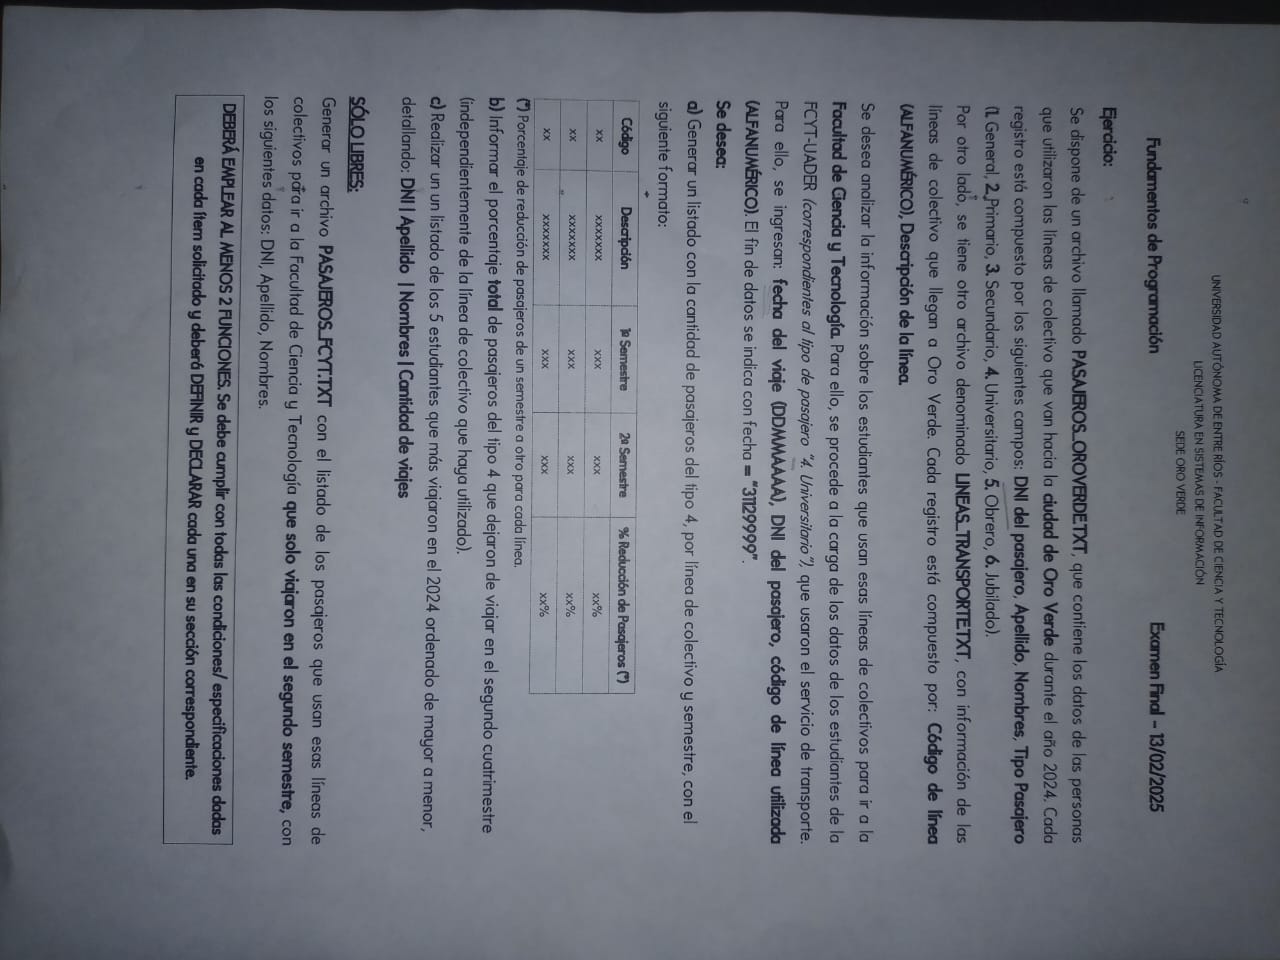 UNIVERSIDAD AUTÓNOMA DE ENTRE RÍOS - FACULTAD DE CIENCIA Y TECNOLOGÍA
LICENCIATURA EN SISTEMAS DE INFORMACIÓN
SEDE ORO VERDE
Fundamentos de Programación Examen Final - 13/02/2025
Ejercicio:
Se dispone de un archivo llamado PASAJEROS_OROVERDE.TXT, que contiene los datos de las personas
que utilizaron las líneas de colectivo que van hacia la ciudad de Oro Verde durante el año 2024. Cada
registro está compuesto por los siguientes campos: DNI del pasajero, Apellido, Nombres, Tipo Pasajero
(1. General, 2. Primario, 3. Secundario, 4. Universitario, 5. Obrero, 6. Jubilado).
Por otro lado, se tiene otro archivo denominado LINEAS_TRANSPORTE.TXT, con información de las
líneas de colectivo que llegan a Oro Verde. Cada registro está compuesto por: Código de línea
(ALFANUMÉRICO), Descripción de la línea.
Se desea analizar la información sobre los estudiantes que usan esas líneas de colectivos para ir a la
Facultad de Ciencia y Tecnología. Para ello, se procede a la carga de los datos de los estudiantes de la
FCYT-UADER (correspondientes al tipo de pasajero "4. Universitario"), que usaron el servicio de transporte.
Para ello, se ingresan: fecha del viaje (DDMMAAAA), DNI del pasajero, código de línea utilizada
(ALFANUMÉRICO). El fin de datos se indica con fecha = "31129999".
Se desea:
a) Generar un listado con la cantidad de pasajeros del tipo 4, por línea de colectivo y semestre, con el
siguiente formato:
Código Descripción 1º Semestre 2º Semestre % Reducción de Pasajeros (*)
xx xxxxxxx xxx xxx xx%
xx xxxxxxx xxx xxx xx%
xx xxxxxxx xxx xxx xx%
(*) Porcentaje de reducción de pasajeros de un semestre a otro para cada línea.
b) Informar el porcentaje total de pasajeros del tipo 4 que dejaron de viajar en el segundo cuatrimestre
(independientemente de la línea de colectivo que haya utilizado).
c) Realizar un un listado de los 5 estudiantes que más viajaron en el 2024 ordenado de mayor a menor,
detallando: DNI | Apellido | Nombres | Cantidad de viajes
SÓLO LIBRES:
Generar un archivo PASAJEROS_FCYT.TXT con el listado de los pasajeros que usan esas líneas de
colectivos para ir a la Facultad de Ciencia y Tecnología que solo viajaron en el segundo semestre, con
los siguientes datos: DNI, Apellido, Nombres.
DEBERÁ EMPLEAR AL MENOS 2 FUNCIONES. Se debe cumplir con todas las condiciones/ especificaciones dadas
en cada ítem solicitado y deberá DEFINIR y DECLARAR cada una en su sección correspondiente.